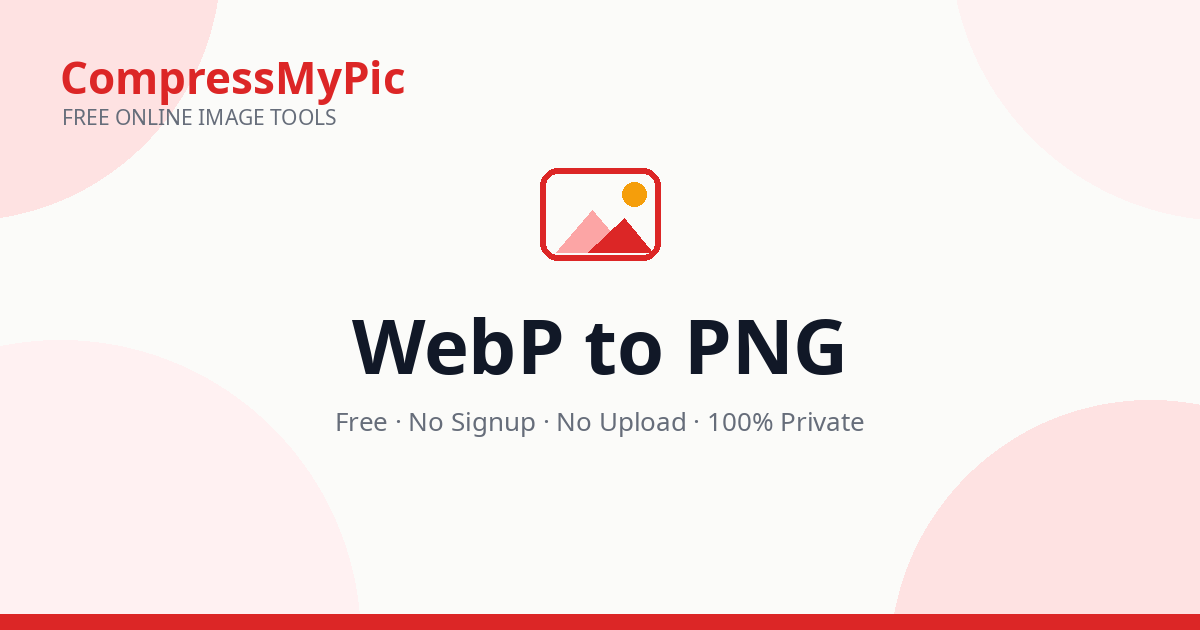 CompressMyPic
FREE ONLINE IMAGE TOOLS
WebP to PNG
Free · No Signup · No Upload · 100% Private